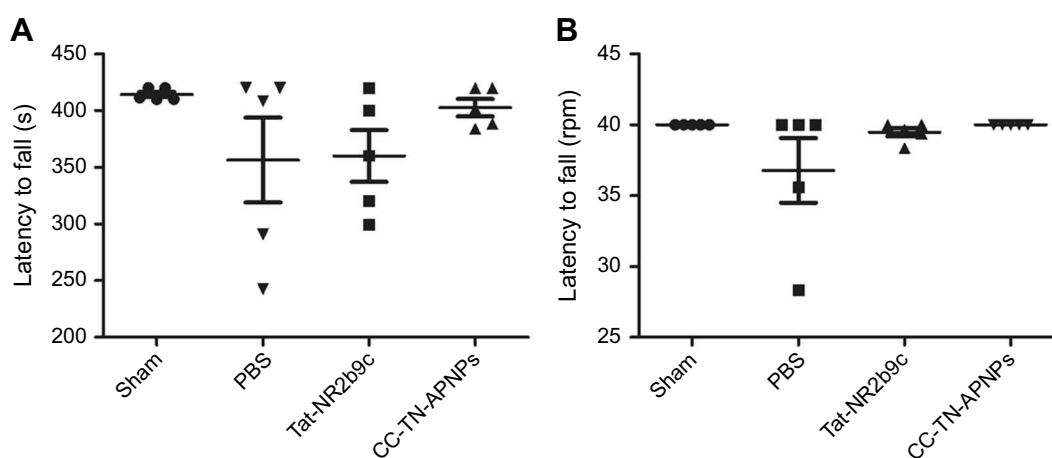 A
Latency to fall (s)
450
400
350
300
250
200
Sham
PBS
Tat-NR2b9c
CC-TN-APNPs
B
Latency to fall (rpm)
45
40
35
30
25
Sham
PBS
Tat-NR2b9c
CC-TN-APNPs